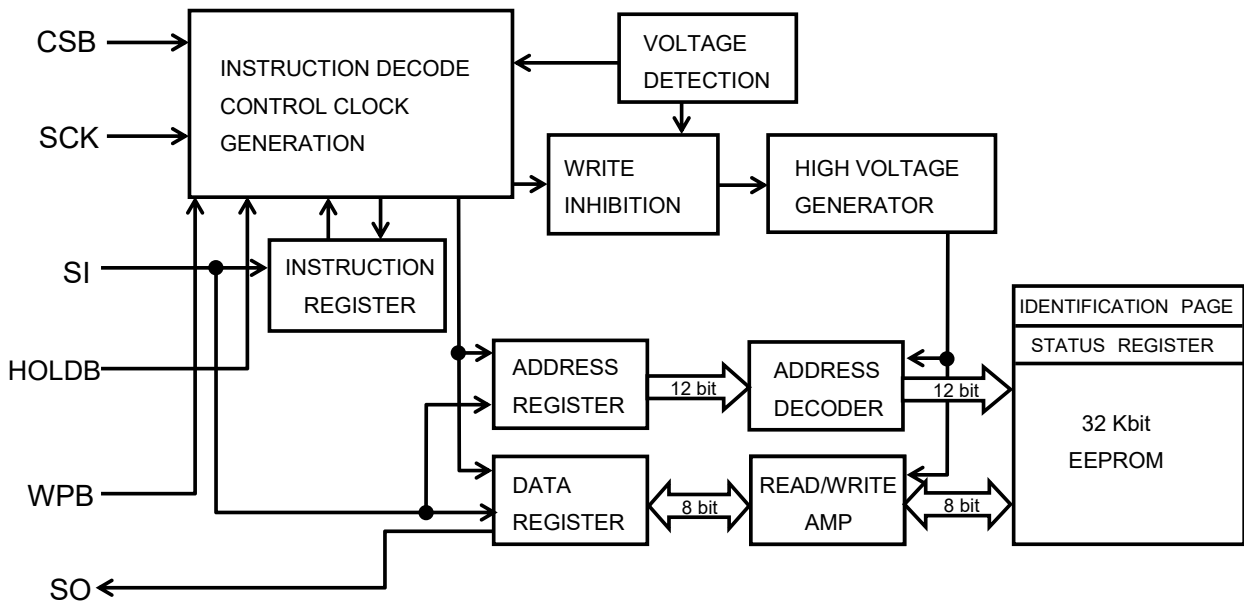 CSB
SCK
SI
HOLDB
WPB
SO
INSTRUCTION DECODE
CONTROL CLOCK
GENERATION
VOLTAGE
DETECTION
WRITE
INHIBITION
HIGH VOLTAGE
GENERATOR
INSTRUCTION
REGISTER
ADDRESS
REGISTER
12 bit
ADDRESS
DECODER
12 bit
DATA
REGISTER
8 bit
READ/WRITE
AMP
8 bit
IDENTIFICATION PAGE
STATUS REGISTER
32 Kbit
EEPROM